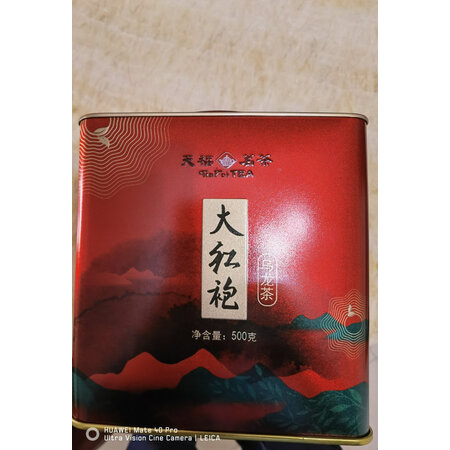 天福茗茶
TenFu's TEA
大红袍
乌龙茶
净含量：500克
HUAWEI Mate 40 Pro
Ultra Vision Cine Camera | LEICA